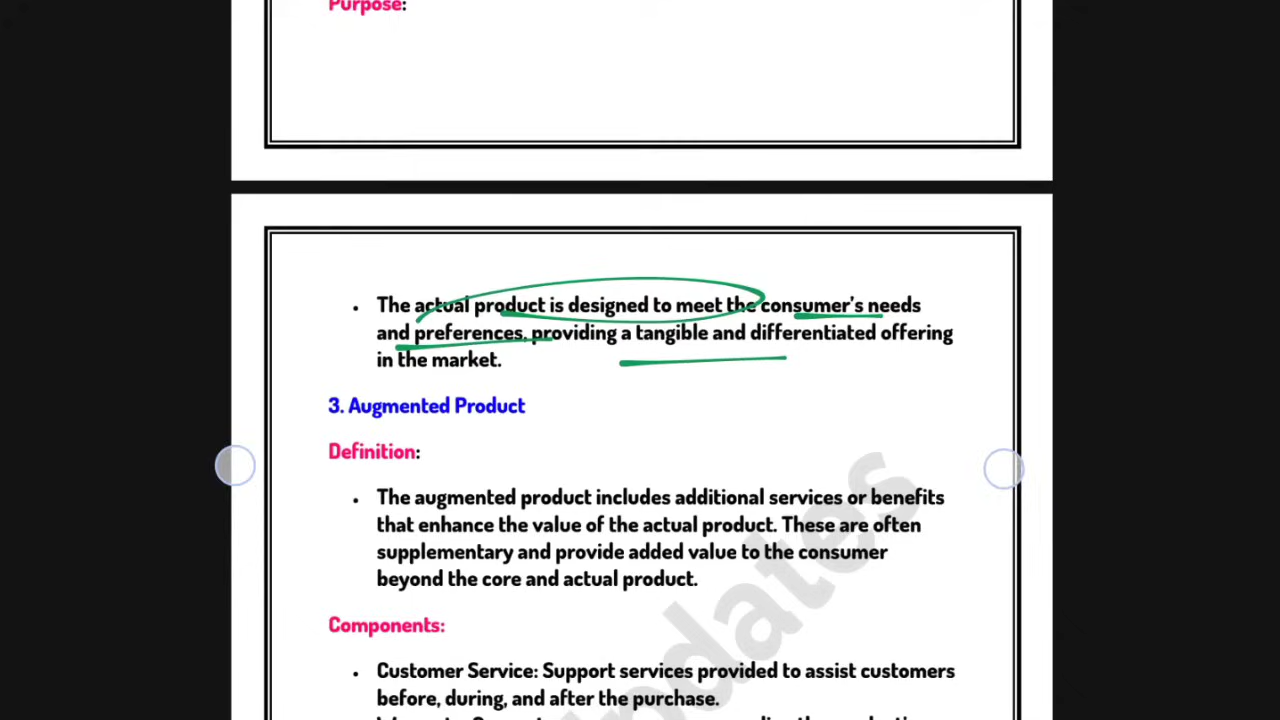 Purpose:
• The actual product is designed to meet the consumer's needs
and preferences, providing a tangible and differentiated offering
in the market.
3. Augmented Product
Definition:
• The augmented product includes additional services or benefits
that enhance the value of the actual product. These are often
supplementary and provide added value to the consumer
beyond the core and actual product.
Components:
• Customer Service: Support services provided to assist customers
before, during, and after the purchase.